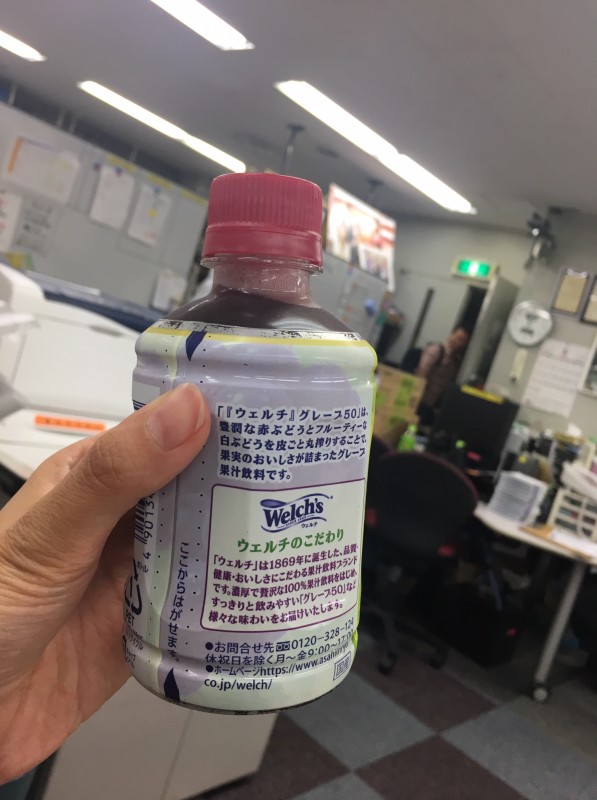 「『ウェルチ』グレープ50」は、
豊潤な赤ぶどうとフルーティーな
白ぶどうを皮ごと丸搾りすることで、
果実のおいしさが詰まったグレープ
果汁飲料です。
Welch's
ウェルチ
ウェルチのこだわり
「ウェルチ」は1869年に誕生した、品質・
健康・おいしさにこだわる果汁飲料ブランド
です。濃厚で贅沢な100%果汁飲料をはじめ、
すっきりと飲みやすい「グレープ50」など
様々な味わいをお届けいたします。
●お問合せ先 0120-328-124
休祝日を除く月〜金9:00〜17:00
●ホームページhttps://www.asahiinryo.
co.jp/welch/
ここからはがせます。
4 9013
PET